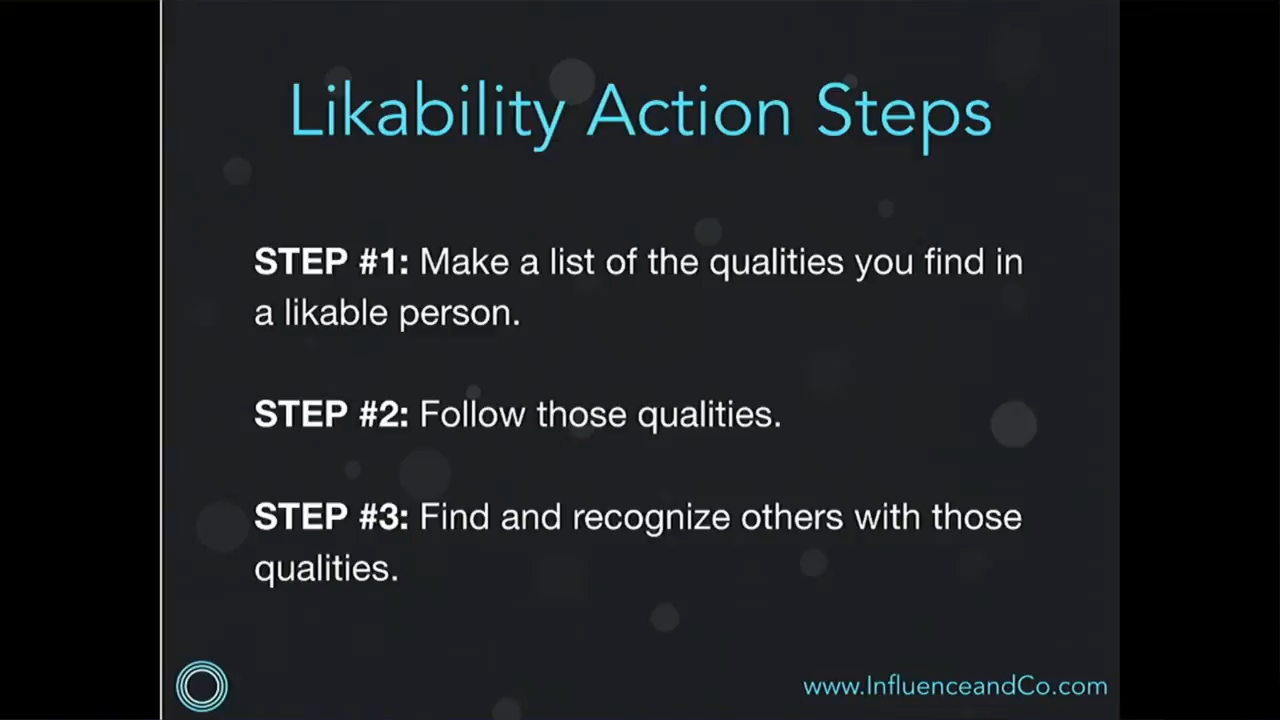 Likability Action Steps
STEP #1: Make a list of the qualities you find in
a likable person.
STEP #2: Follow those qualities.
STEP #3: Find and recognize others with those
qualities.
www.InfluenceandCo.com